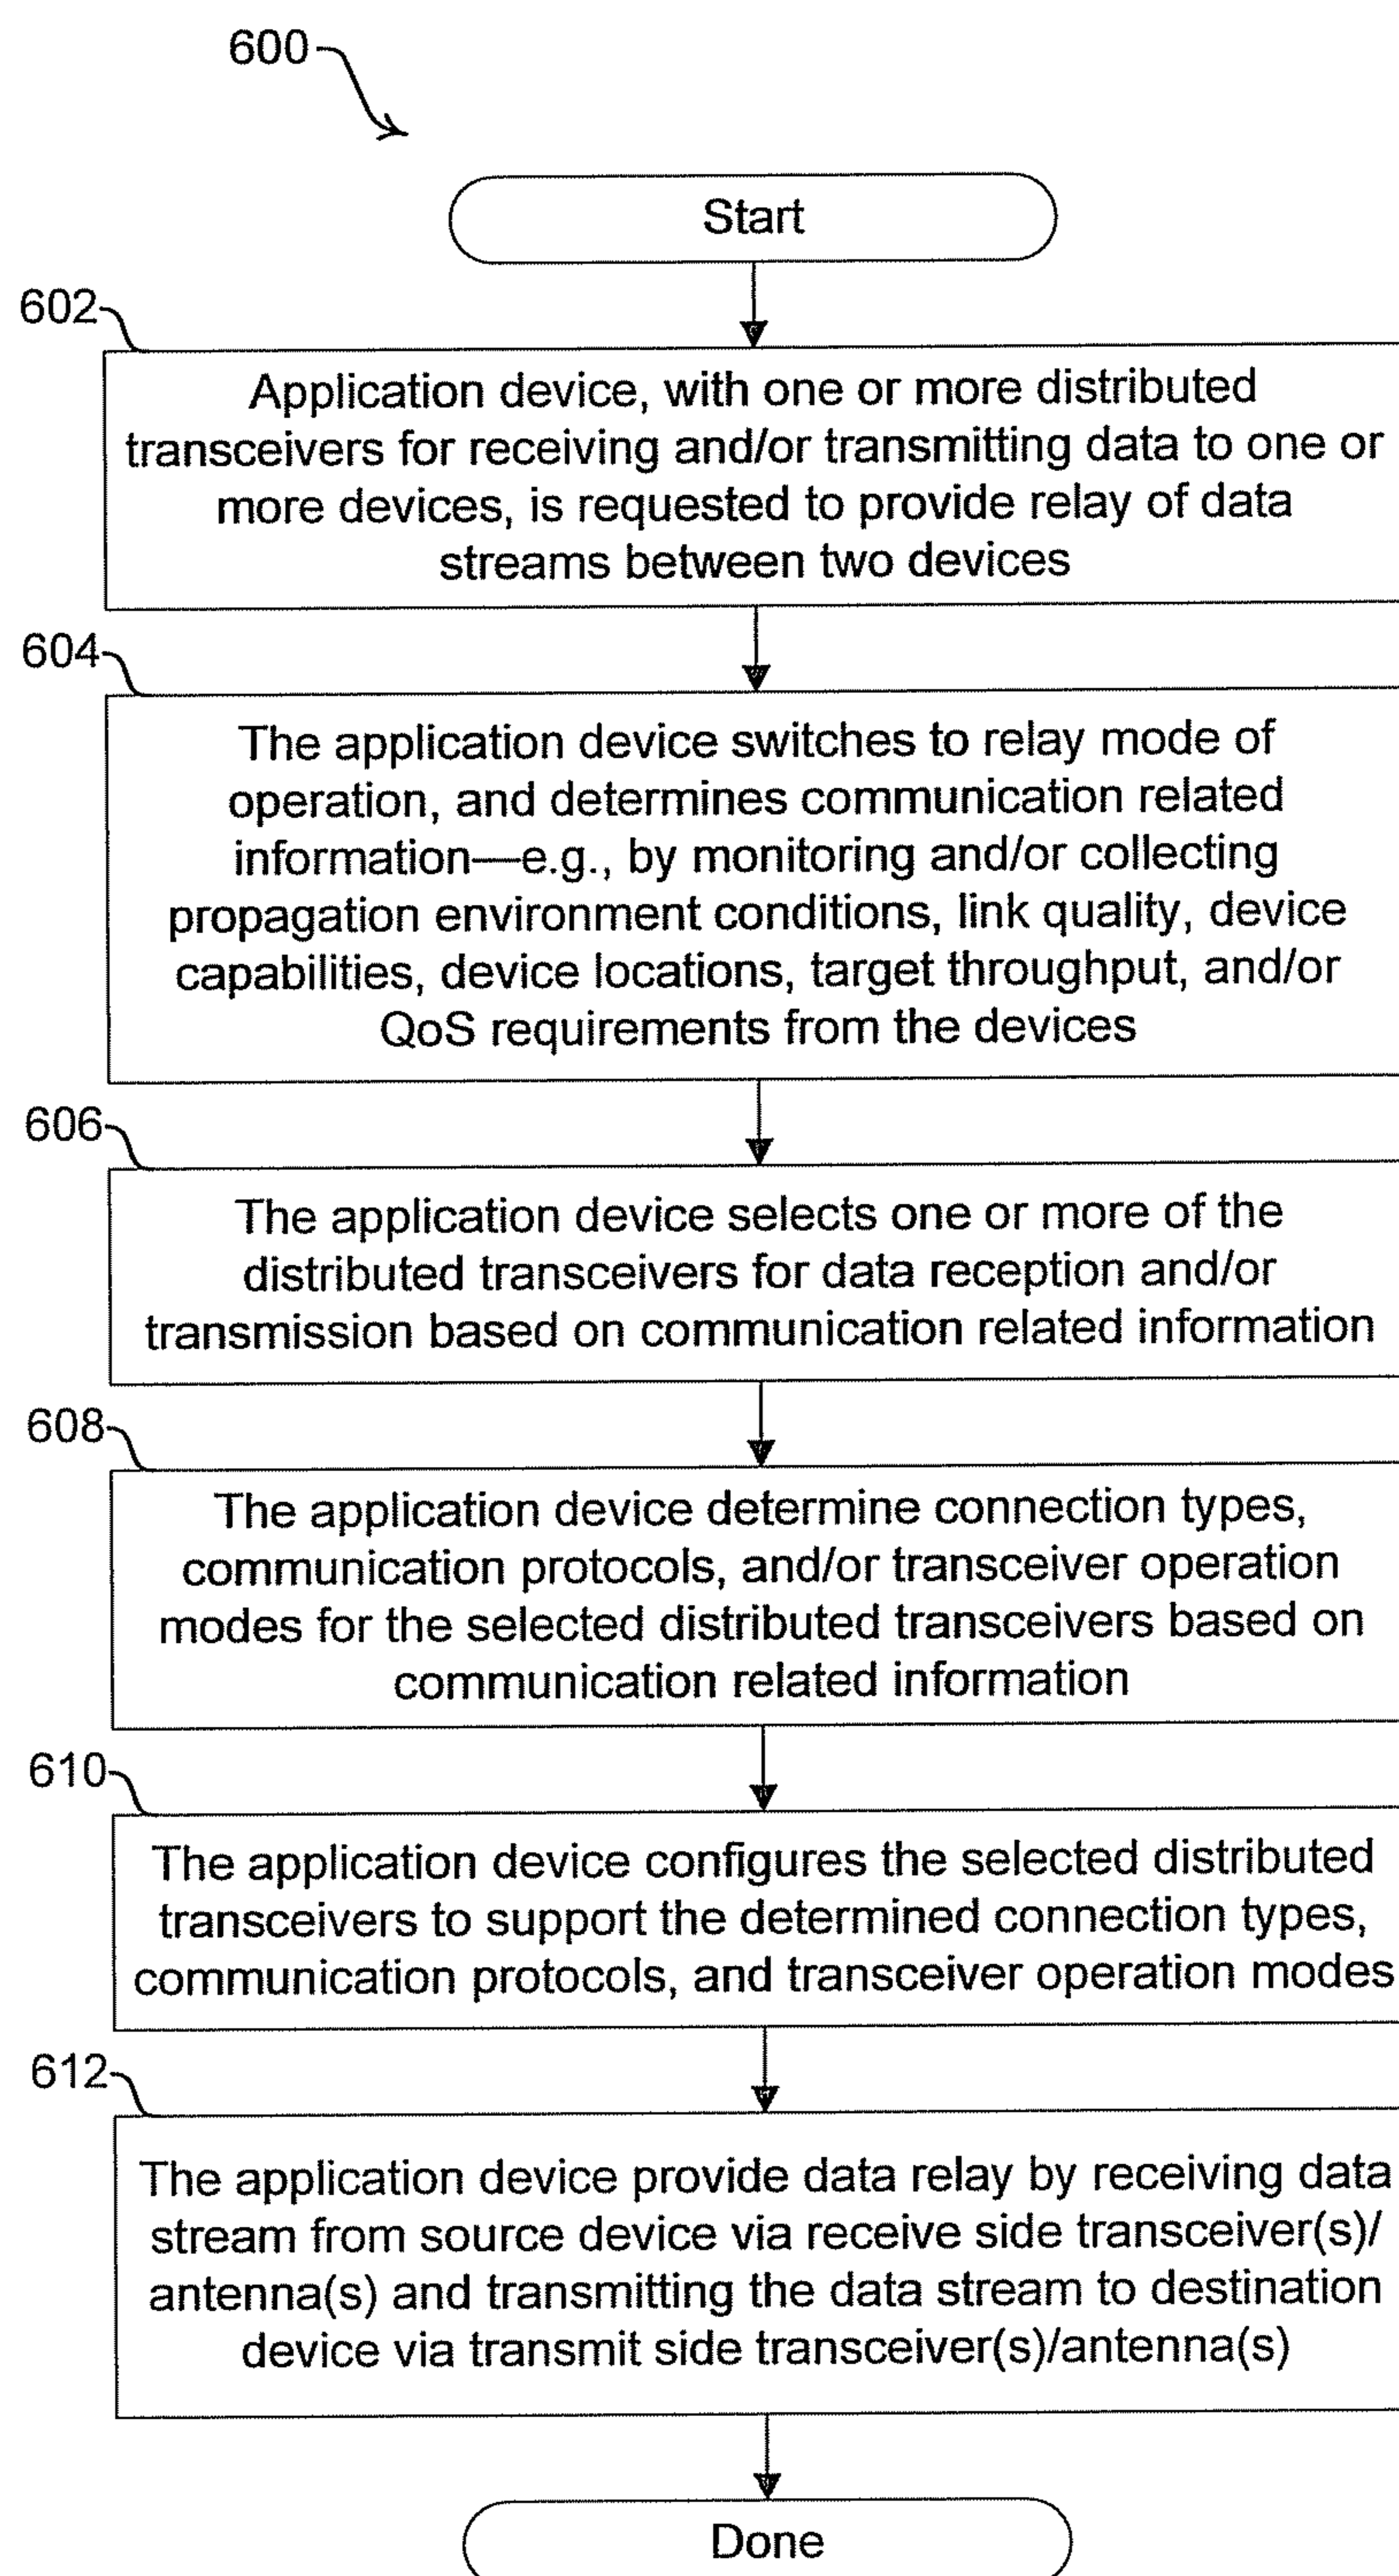 600
Start
602
Application device, with one or more distributed
transceivers for receiving and/or transmitting data to one or
more devices, is requested to provide relay of data
streams between two devices
604
The application device switches to relay mode of
operation, and determines communication related
information—e.g., by monitoring and/or collecting
propagation environment conditions, link quality, device
capabilities, device locations, target throughput, and/or
QoS requirements from the devices
606
The application device selects one or more of the
distributed transceivers for data reception and/or
transmission based on communication related information
608
The application device determine connection types,
communication protocols, and/or transceiver operation
modes for the selected distributed transceivers based on
communication related information
610
The application device configures the selected distributed
transceivers to support the determined connection types,
communication protocols, and transceiver operation modes
612
The application device provide data relay by receiving data
stream from source device via receive side transceiver(s)/
antenna(s) and transmitting the data stream to destination
device via transmit side transceiver(s)/antenna(s)
Done